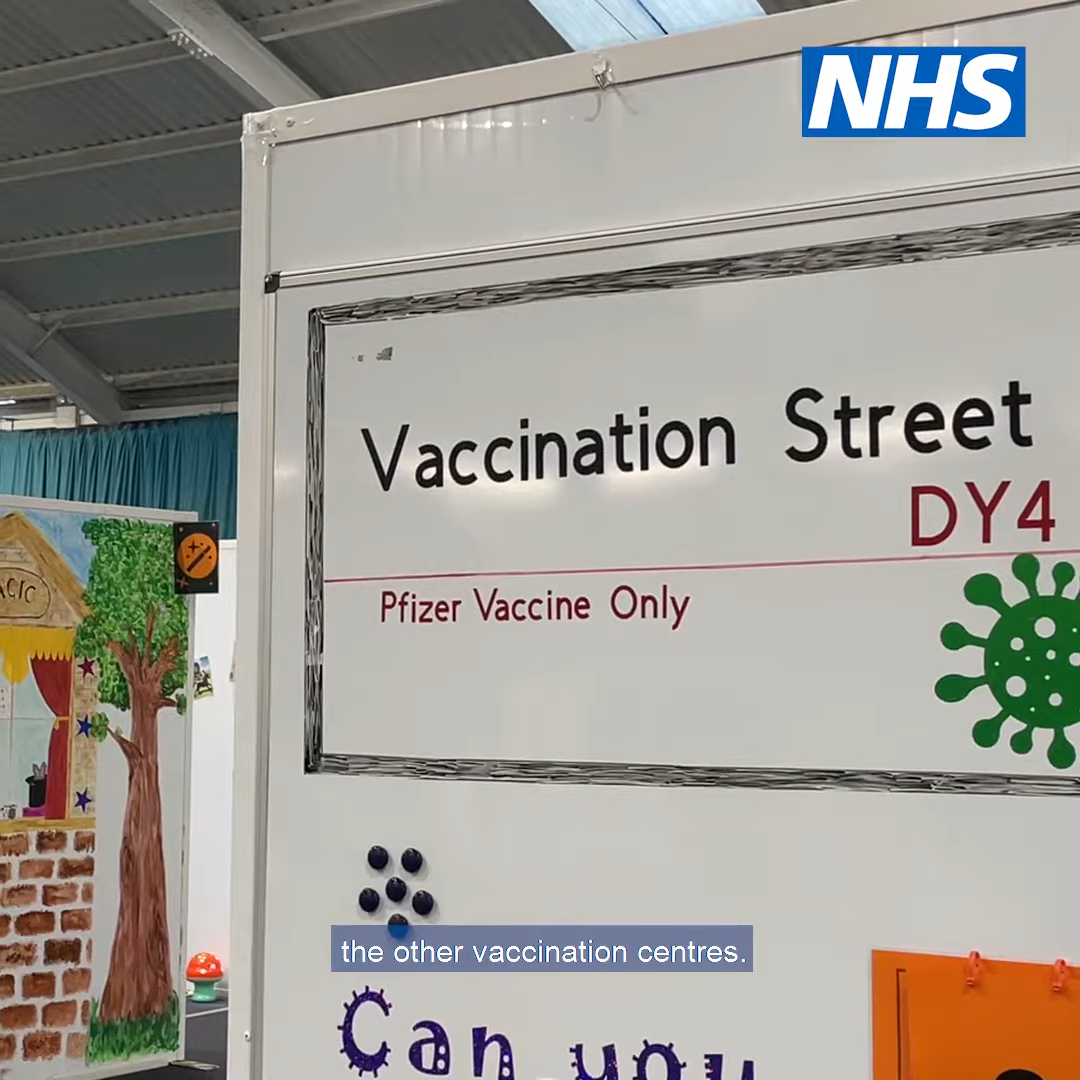 NHS
Vaccination Street
DY4
Pfizer Vaccine Only
the other vaccination centres.
Can you